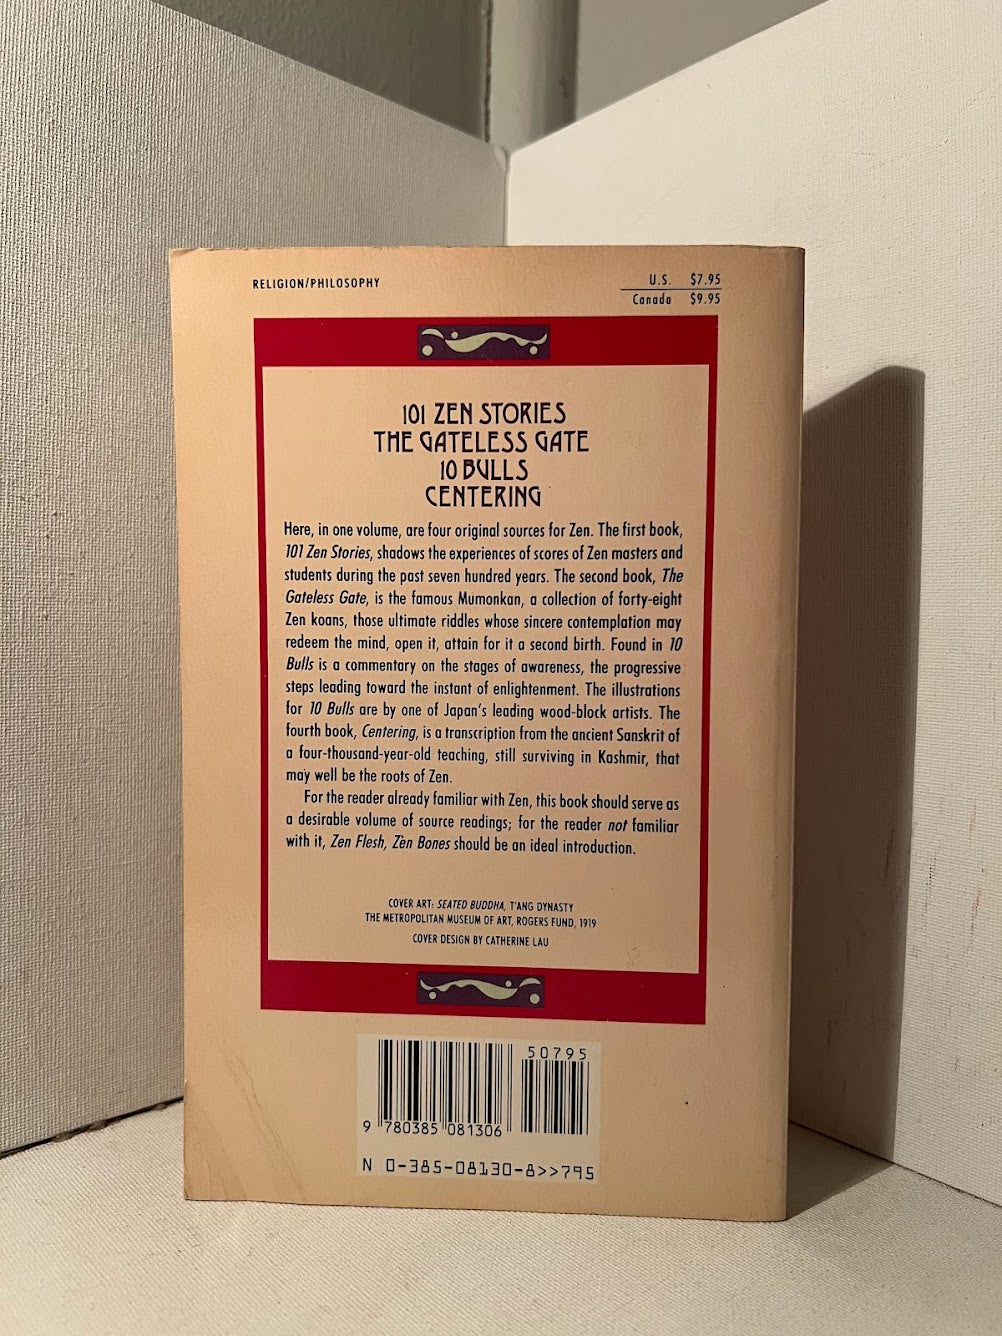 RELIGION/PHILOSOPHY
U.S. $7.95
Canada $9.95
101 ZEN STORIES
THE GATELESS GATE
10 BULLS
CENTERING
Here, in one volume, are four original sources for Zen. The first book,
101 Zen Stories, shadows the experiences of scores of Zen masters and
students during the past seven hundred years. The second book, The
Gateless Gate, is the famous Mumonkan, a collection of forty-eight
Zen koans, those ultimate riddles whose sincere contemplation may
redeem the mind, open it, attain for it a second birth. Found in 10
Bulls is a commentary on the stages of awareness, the progressive
steps leading toward the instant of enlightenment. The illustrations
for 10 Bulls are by one of Japan's leading wood-block artists. The
fourth book, Centering, is a transcription from the ancient Sanskrit of
a four-thousand-year-old teaching, still surviving in Kashmir, that
may well be the roots of Zen.
For the reader already familiar with Zen, this book should serve as
a desirable volume of source readings; for the reader not familiar
with it, Zen Flesh, Zen Bones should be an ideal introduction.
COVER ART: SEATED BUDDHA, T'ANG DYNASTY
THE METROPOLITAN MUSEUM OF ART, ROGERS FUND, 1919
COVER DESIGN BY CATHERINE LAU
50795
9 780385 081306
N 0-385-08130-8>>795